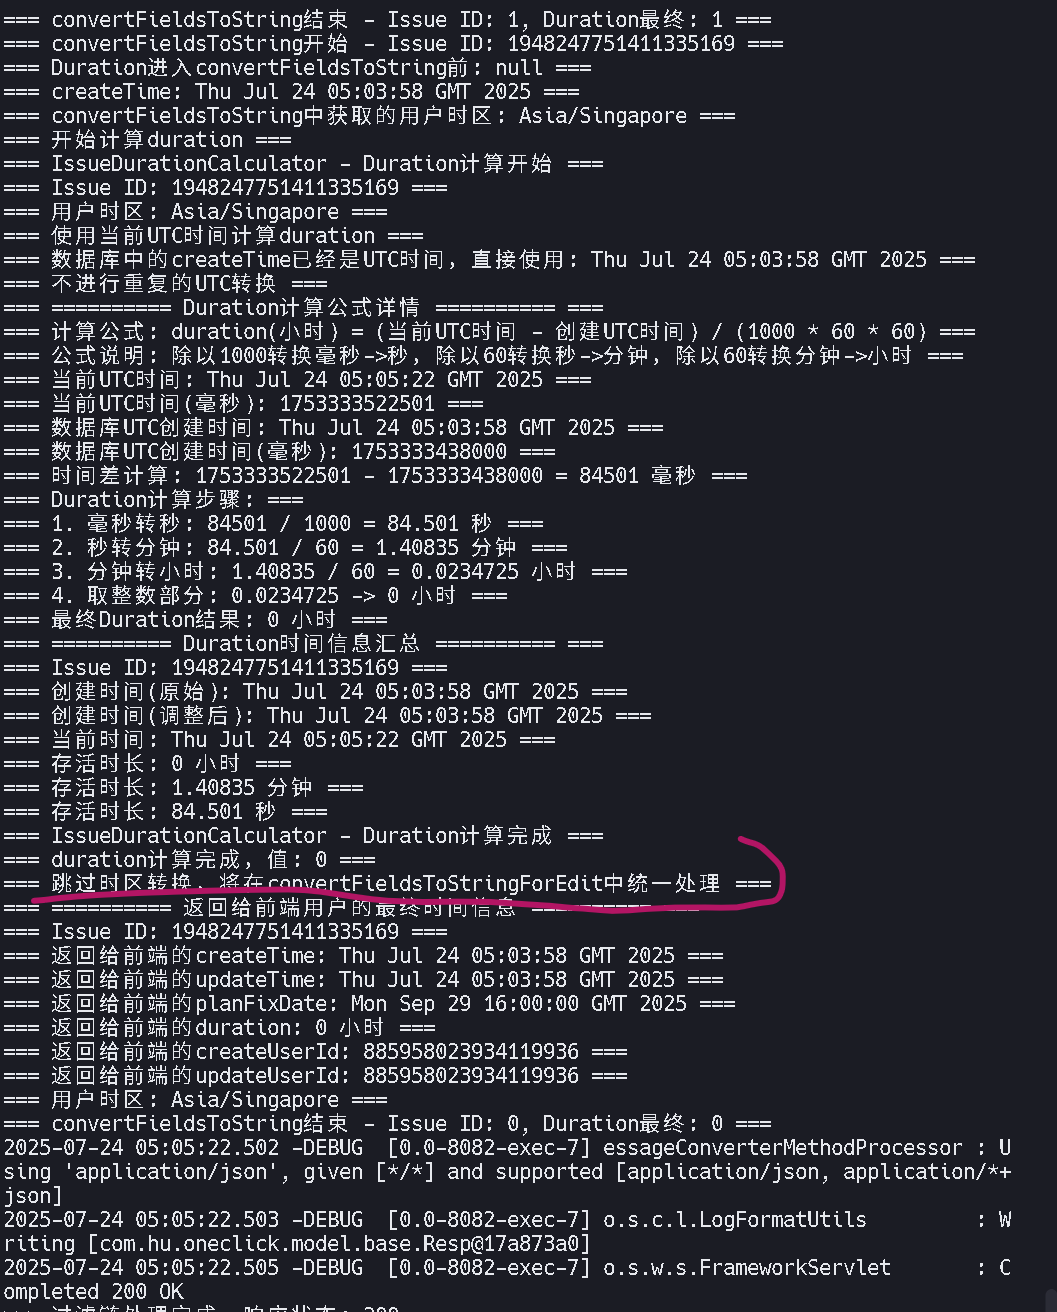 === convertFieldsToString结束 - Issue ID: 1, Duration最终: 1 ===
=== convertFieldsToString开始 - Issue ID: 1948247751411335169 ===
=== Duration进入convertFieldsToString前: null ===
=== createTime: Thu Jul 24 05:03:58 GMT 2025 ===
=== convertFieldsToString中获取的用户时区: Asia/Singapore ===
=== 开始计算duration ===
=== IssueDurationCalculator - Duration计算开始 ===
=== Issue ID: 1948247751411335169 ===
=== 用户时区: Asia/Singapore ===
=== 使用当前UTC时间计算duration ===
=== 数据库中的createTime已经是UTC时间, 直接使用: Thu Jul 24 05:03:58 GMT 2025 ===
=== 不进行重复的UTC转换 ===
=== ========== Duration计算公式详情 ========== ===
=== 计算公式: duration(小时) = (当前UTC时间 - 创建UTC时间) / (1000 * 60 * 60) ===
=== 公式说明: 除以1000转换毫秒->秒, 除以60转换秒->分钟, 除以60转换分钟->小时 ===
=== 当前UTC时间: Thu Jul 24 05:05:22 GMT 2025 ===
=== 当前UTC时间(毫秒): 1753333522501 ===
=== 数据库UTC创建时间: Thu Jul 24 05:03:58 GMT 2025 ===
=== 数据库UTC创建时间(毫秒): 1753333438000 ===
=== 时间差计算: 1753333522501 - 1753333438000 = 84501 毫秒 ===
=== Duration计算步骤: ===
=== 1. 毫秒转秒: 84501 / 1000 = 84.501 秒 ===
=== 2. 秒转分钟: 84.501 / 60 = 1.40835 分钟 ===
=== 3. 分钟转小时: 1.40835 / 60 = 0.0234725 小时 ===
=== 4. 取整数部分: 0.0234725 -> 0 小时 ===
=== 最终Duration结果: 0 小时 ===
=== ========== Duration时间信息汇总 ========== ===
=== Issue ID: 1948247751411335169 ===
=== 创建时间(原始): Thu Jul 24 05:03:58 GMT 2025 ===
=== 创建时间(调整后): Thu Jul 24 05:03:58 GMT 2025 ===
=== 当前时间: Thu Jul 24 05:05:22 GMT 2025 ===
=== 存活时长: 0 小时 ===
=== 存活时长: 1.40835 分钟 ===
=== 存活时长: 84.501 秒 ===
=== IssueDurationCalculator - Duration计算完成 ===
=== duration计算完成, 值: 0 ===
=== 跳过时区转换, 将在convertFieldsToStringForEdit中统一处理 ===
=== ========== 返回给前端用户的最终时间信息 ========== ===
=== Issue ID: 1948247751411335169 ===
=== 返回给前端的createTime: Thu Jul 24 05:03:58 GMT 2025 ===
=== 返回给前端的updateTime: Thu Jul 24 05:03:58 GMT 2025 ===
=== 返回给前端的planFixDate: Mon Sep 29 16:00:00 GMT 2025 ===
=== 返回给前端的duration: 0 小时 ===
=== 返回给前端的createUserId: 885958023934119936 ===
=== 返回给前端的updateUserId: 885958023934119936 ===
=== 用户时区: Asia/Singapore ===
=== convertFieldsToString结束 - Issue ID: 0, Duration最终: 0 ===
2025-07-24 05:05:22.502 -DEBUG  [0.0-8082-exec-7] essageConverterMethodProcessor : U
sing 'application/json', given [*/*] and supported [application/json, application/*+
json]
2025-07-24 05:05:22.503 -DEBUG  [0.0-8082-exec-7] o.s.c.l.LogFormatUtils         : W
riting [com.hu.oneclick.model.base.Resp@17a873a0]
2025-07-24 05:05:22.505 -DEBUG  [0.0-8082-exec-7] o.s.w.s.FrameworkServlet       : C
ompleted 200 OK